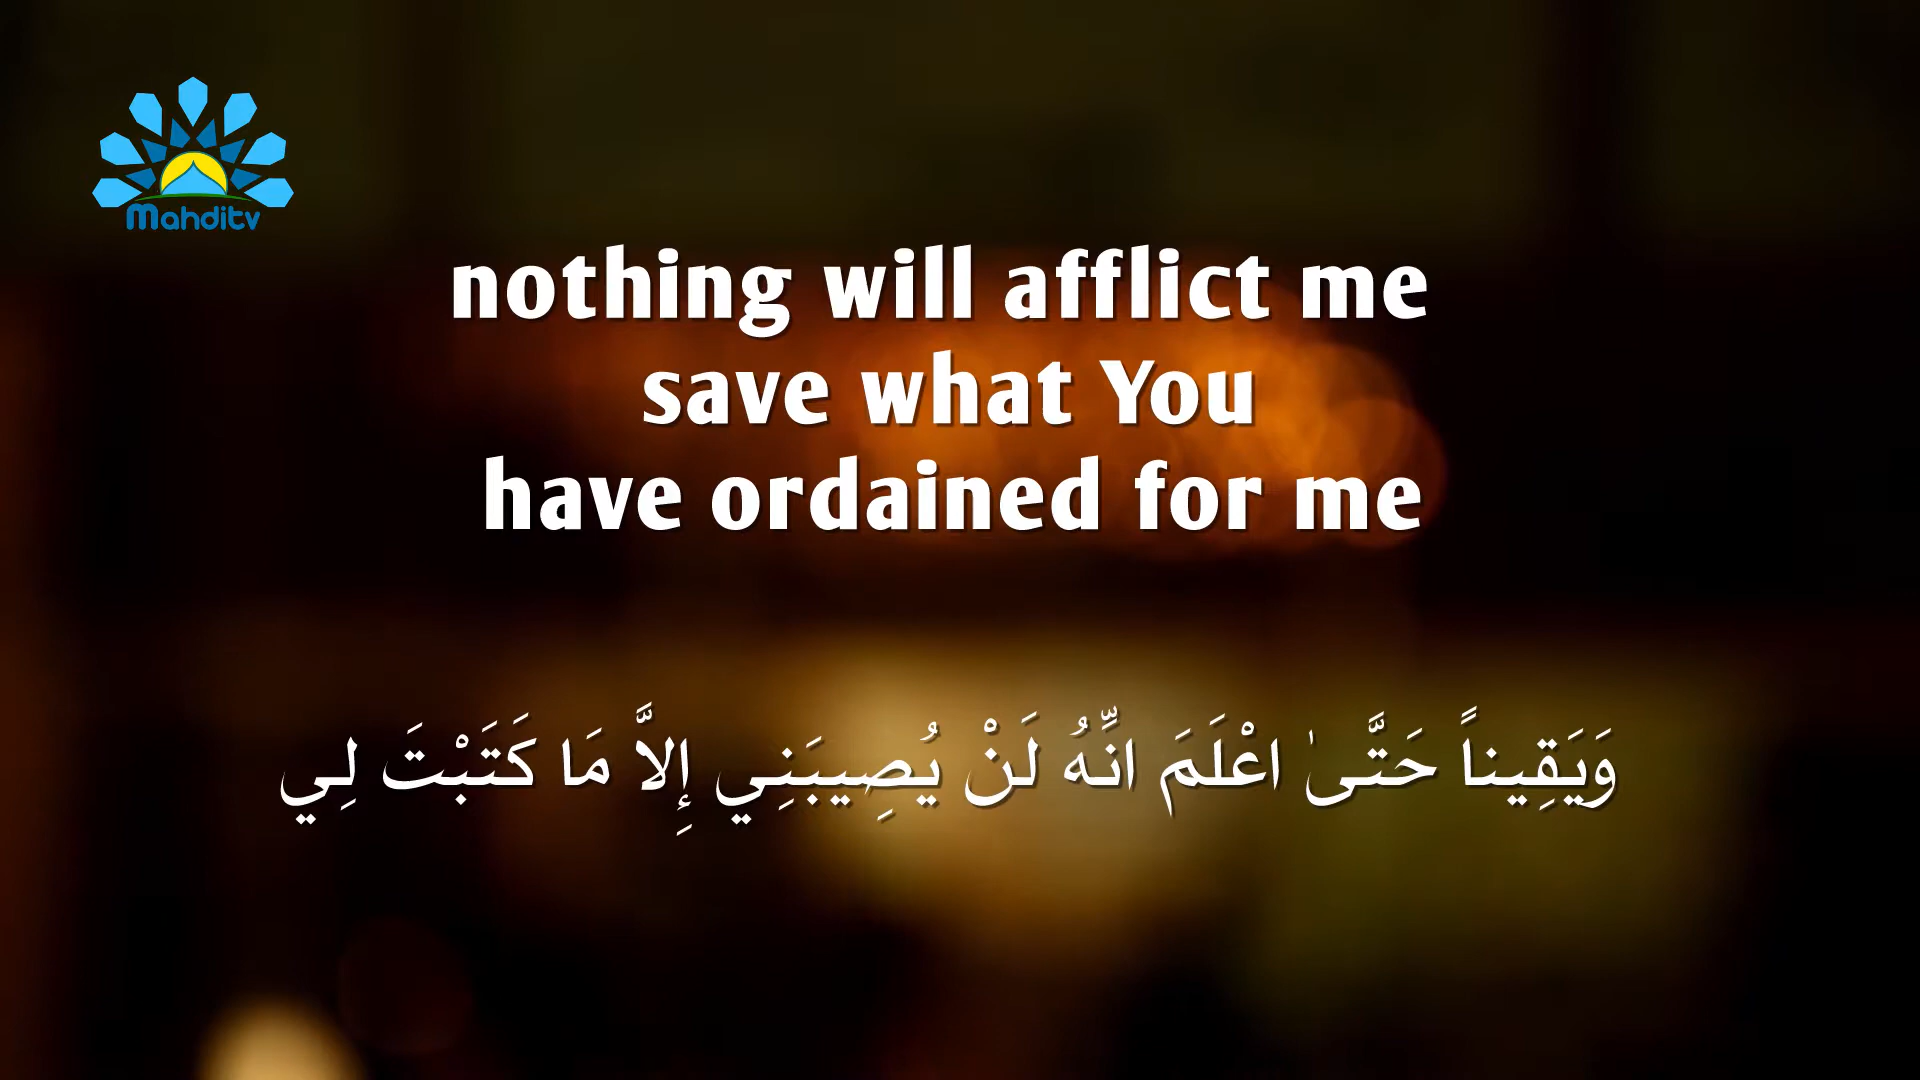 Mahditv
nothing will afflict me
save what You
have ordained for me
وَيَقِيناً حَتَّىٰ اعْلَمَ انَّهُ لَنْ يُصِيبَنِي إِلاَّ مَا كَتَبْتَ لِي